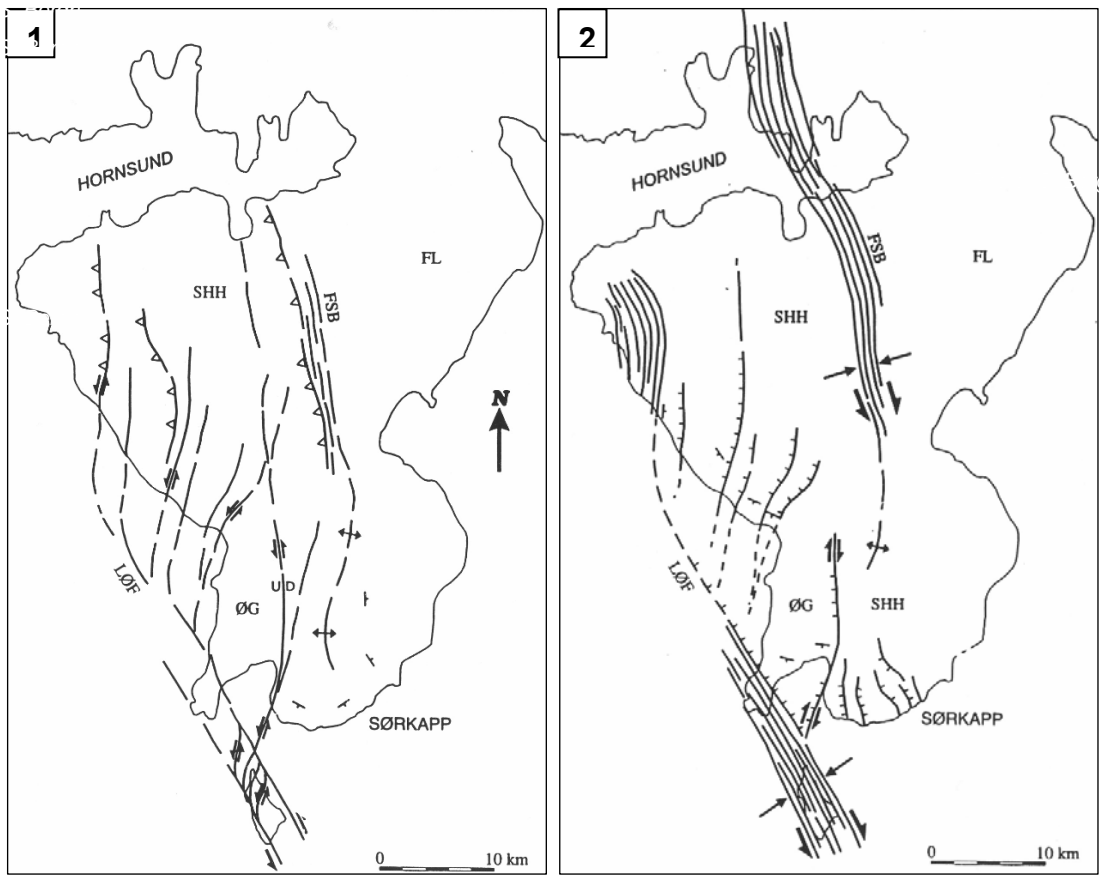 1
HORNSUND
FL
SHH
FSB
N
LØF
U D
ØG
SØRKAPP
0 10 km
2
HORNSUND
FSB
FL
SHH
LØF
ØG
SHH
SØRKAPP
0 10 km